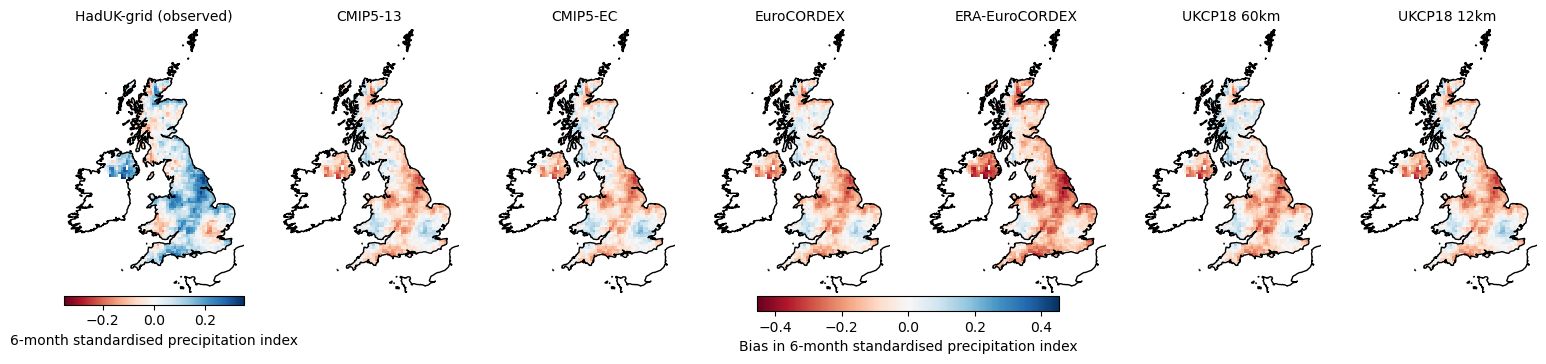 HadUK-grid (observed) CMIP5-13 CMIP5-EC EuroCORDEX ERA-EuroCORDEX UKCP18 60km UKCP18 12km
−0.2 0.0 0.2
6-month standardised precipitation index
−0.4 −0.2 0.0 0.2 0.4
Bias in 6-month standardised precipitation index